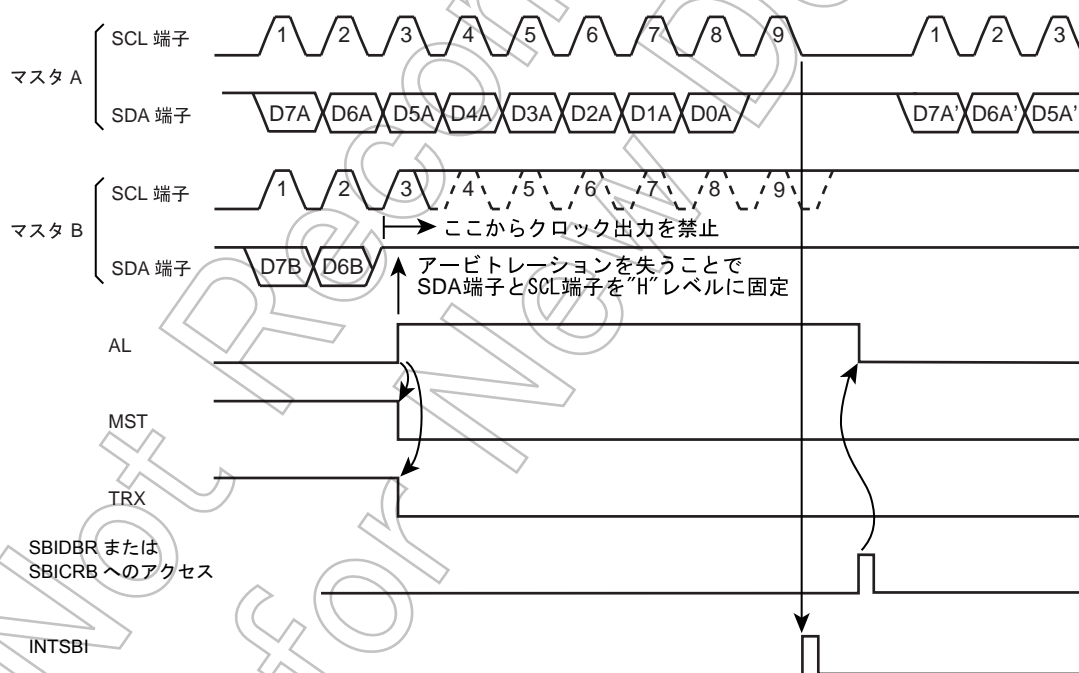 マスタ A
SCL 端子
1 2 3 4 5 6 7 8 9 1 2 3
SDA 端子
D7A D6A D5A D4A D3A D2A D1A D0A D7A' D6A' D5A'
マスタ B
SCL 端子
1 2 3 4 5 6 7 8 9
ここからクロック出力を禁止
SDA 端子
D7B D6B
アービトレーションを失うことで
SDA端子とSCL端子を"H"レベルに固定
AL
MST
TRX
SBIDBR または
SBICRB へのアクセス
INTSBI
Not Recom
for New D